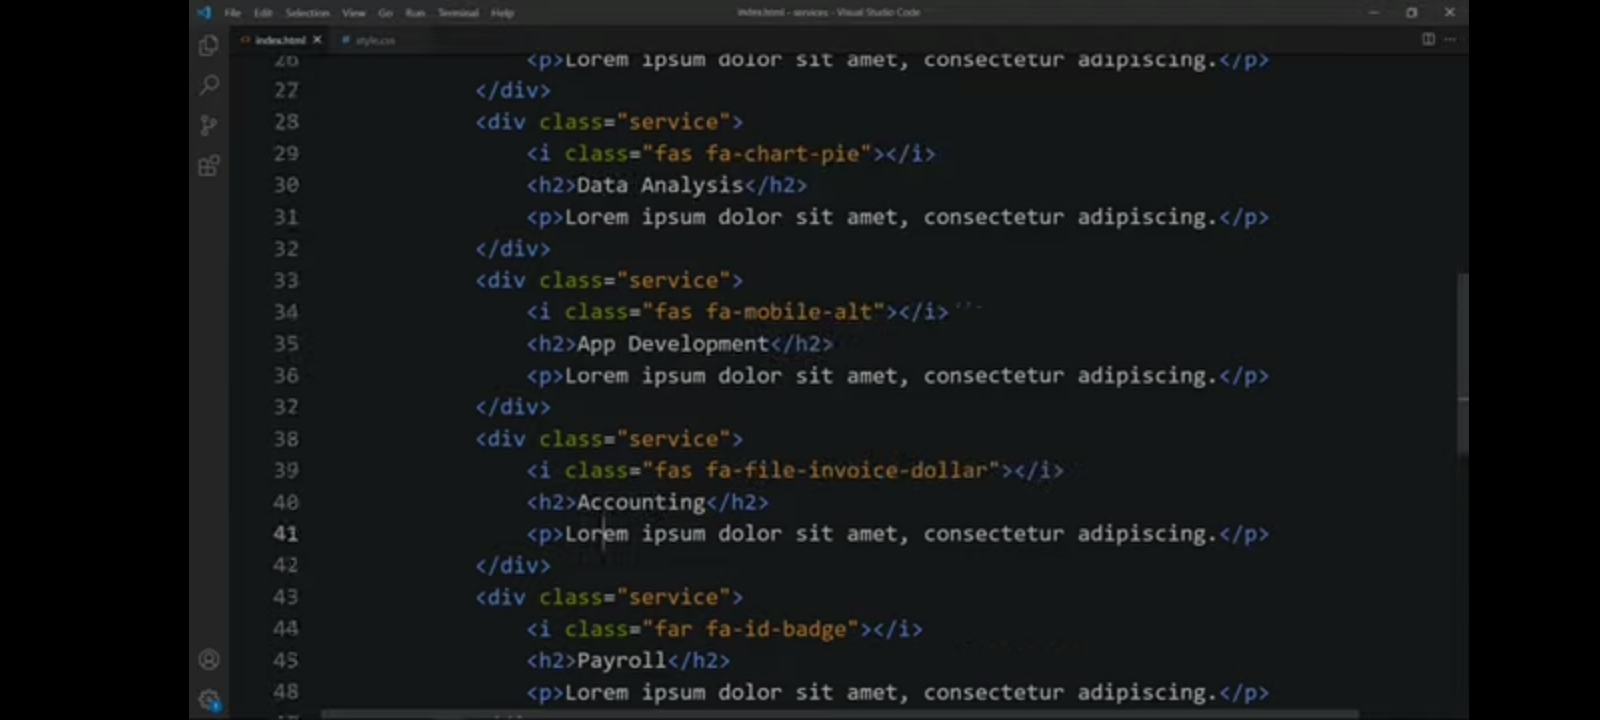 File Edit Selection View Go Run Terminal Help index.html - services - Visual Studio Code
index.html style.css
26 <p>Lorem ipsum dolor sit amet, consectetur adipiscing.</p>
27 </div>
28 <div class="service">
29 <i class="fas fa-chart-pie"></i>
30 <h2>Data Analysis</h2>
31 <p>Lorem ipsum dolor sit amet, consectetur adipiscing.</p>
32 </div>
33 <div class="service">
34 <i class="fas fa-mobile-alt"></i>
35 <h2>App Development</h2>
36 <p>Lorem ipsum dolor sit amet, consectetur adipiscing.</p>
32 </div>
38 <div class="service">
39 <i class="fas fa-file-invoice-dollar"></i>
40 <h2>Accounting</h2>
41 <p>Lorem ipsum dolor sit amet, consectetur adipiscing.</p>
42 </div>
43 <div class="service">
44 <i class="far fa-id-badge"></i>
45 <h2>Payroll</h2>
48 <p>Lorem ipsum dolor sit amet, consectetur adipiscing.</p>